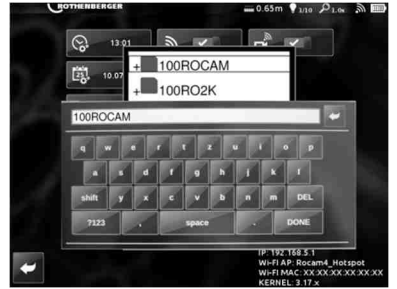 ROTHENBERGER
0.65m 1/10 1.0x
13:01
10.07
+ 100ROCAM
+ 100RO2K
100ROCAM
q w e r t z u i o p
a s d f g h j k l
shift y x c v b n m DEL
?123 , space . DONE
IP: 192.168.5.1
Wi-Fi AP: Rocam4_Hotspot
Wi-Fi MAC: XX:XX:XX:XX:XX:XX
KERNEL: 3.17.x